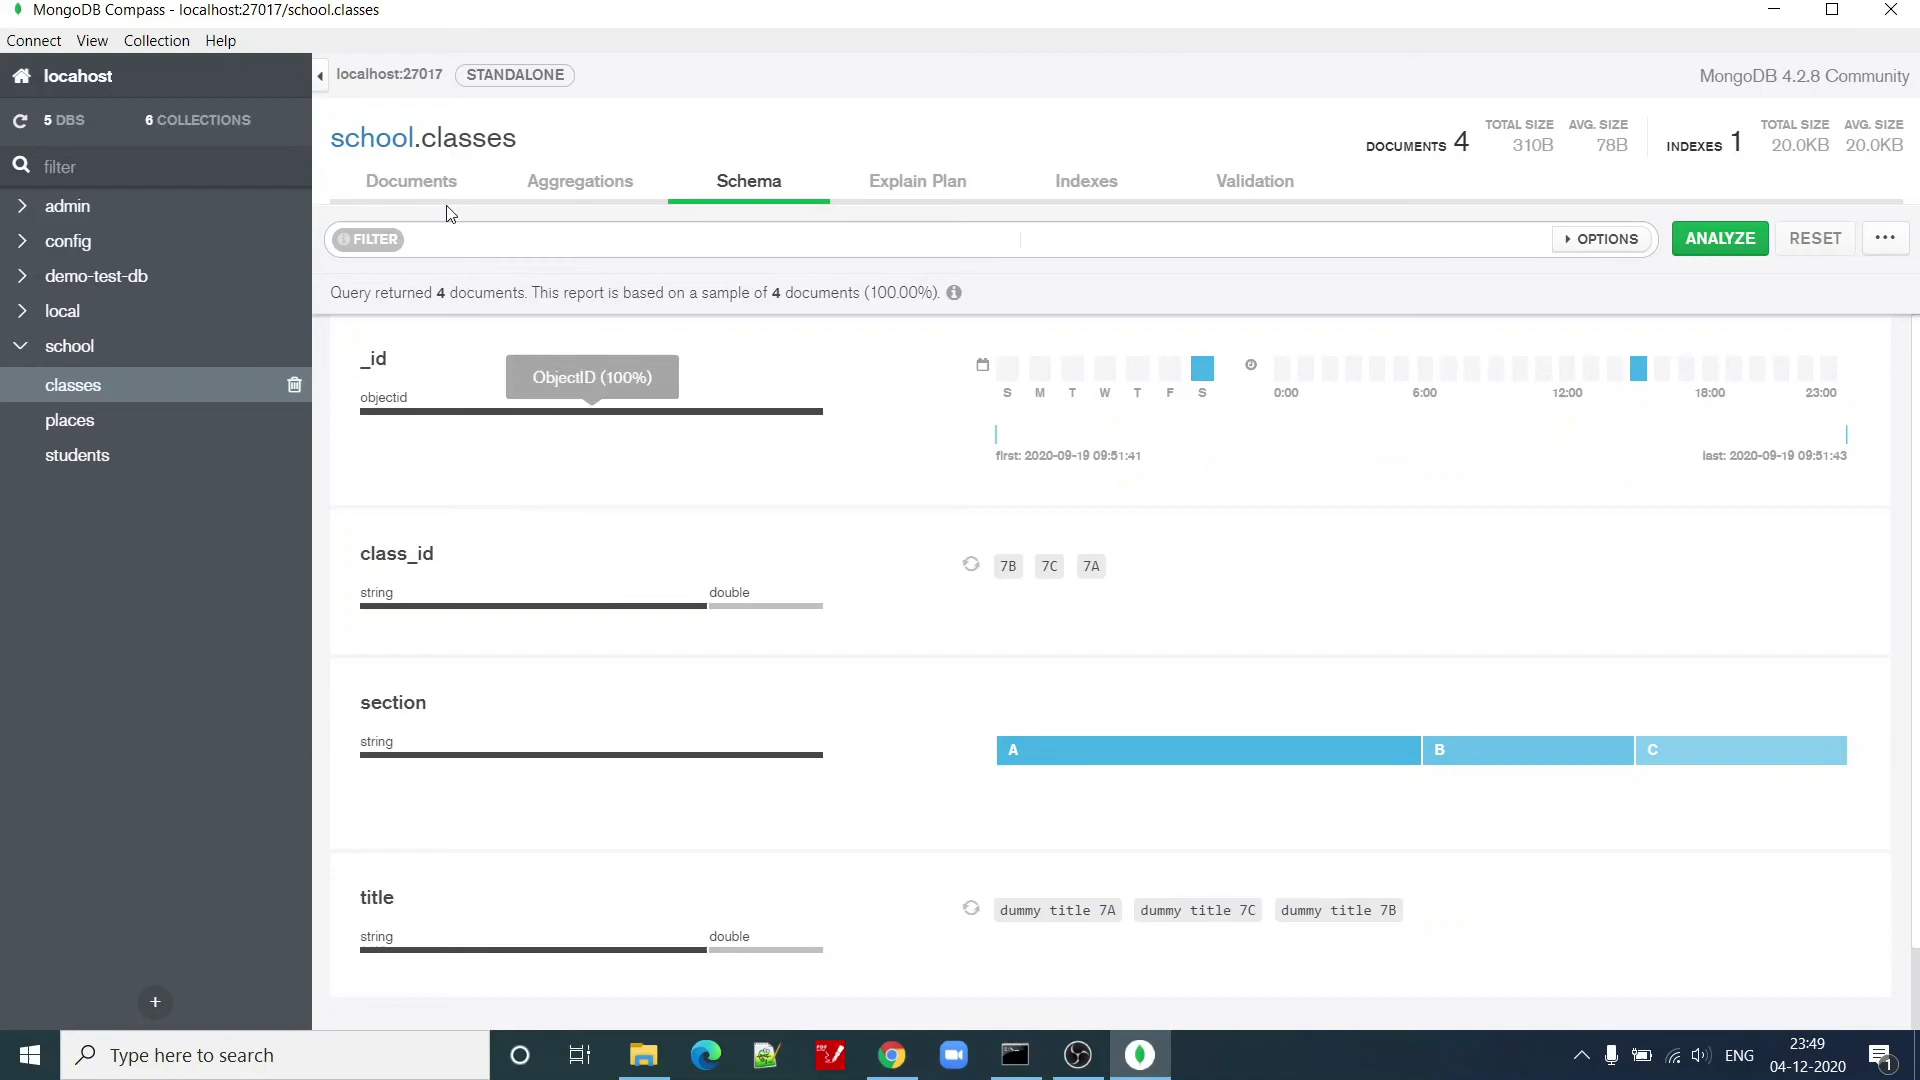 MongoDB Compass - localhost:27017/school.classes
Connect View Collection Help
locahost
localhost:27017 STANDALONE
MongoDB 4.2.8 Community
5 DBS 6 COLLECTIONS
filter
admin
config
demo-test-db
local
school
classes
places
students
school.classes
DOCUMENTS 4 TOTAL SIZE 310B AVG. SIZE 78B
INDEXES 1 TOTAL SIZE 20.0KB AVG. SIZE 20.0KB
Documents Aggregations Schema Explain Plan Indexes Validation
FILTER OPTIONS ANALYZE RESET ...
Query returned 4 documents. This report is based on a sample of 4 documents (100.00%).
_id
ObjectID (100%)
objectid
S M T W T F S
0:00 6:00 12:00 18:00 23:00
first: 2020-09-19 09:51:41 last: 2020-09-19 09:51:43
class_id
string double
7B 7C 7A
section
string
A B C
title
string double
dummy title 7A dummy title 7C dummy title 7B
+
Type here to search
PDF
ENG
23:49
04-12-2020
1